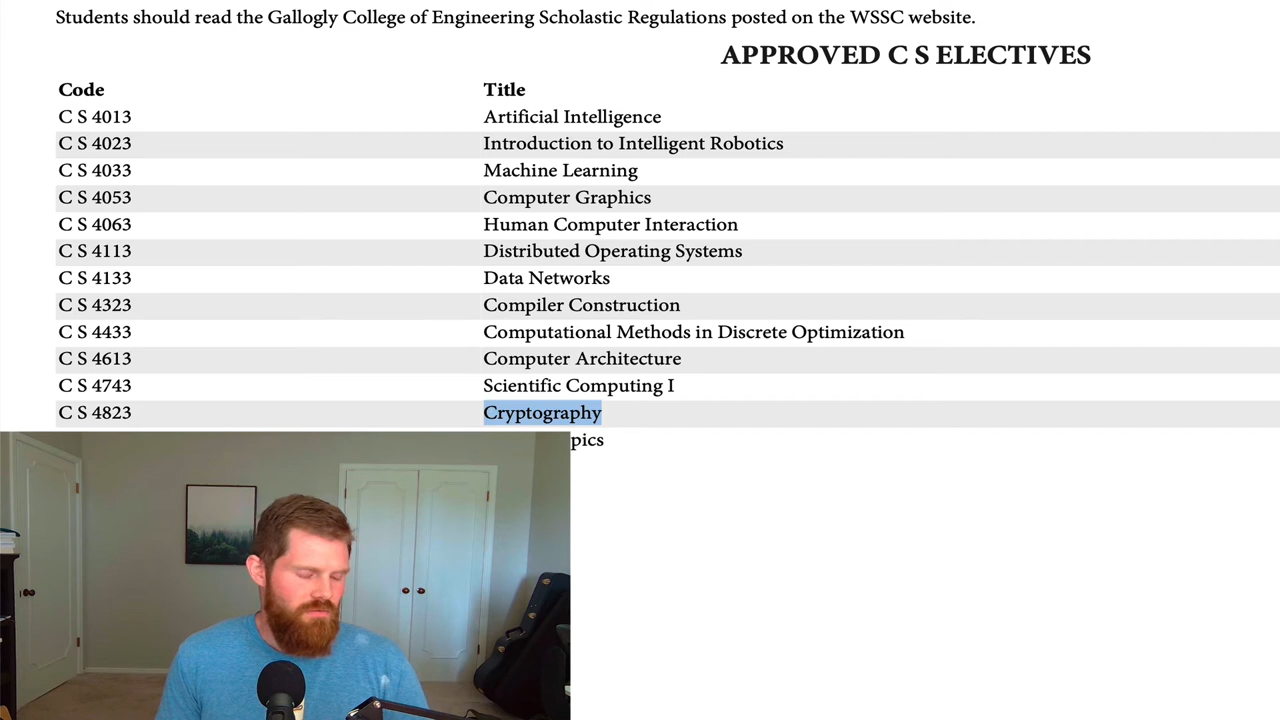 Students should read the Gallogly College of Engineering Scholastic Regulations posted on the WSSC website.
APPROVED C S ELECTIVES
Code Title
C S 4013 Artificial Intelligence
C S 4023 Introduction to Intelligent Robotics
C S 4033 Machine Learning
C S 4053 Computer Graphics
C S 4063 Human Computer Interaction
C S 4113 Distributed Operating Systems
C S 4133 Data Networks
C S 4323 Compiler Construction
C S 4433 Computational Methods in Discrete Optimization
C S 4613 Computer Architecture
C S 4743 Scientific Computing I
C S 4823 Cryptography
pics